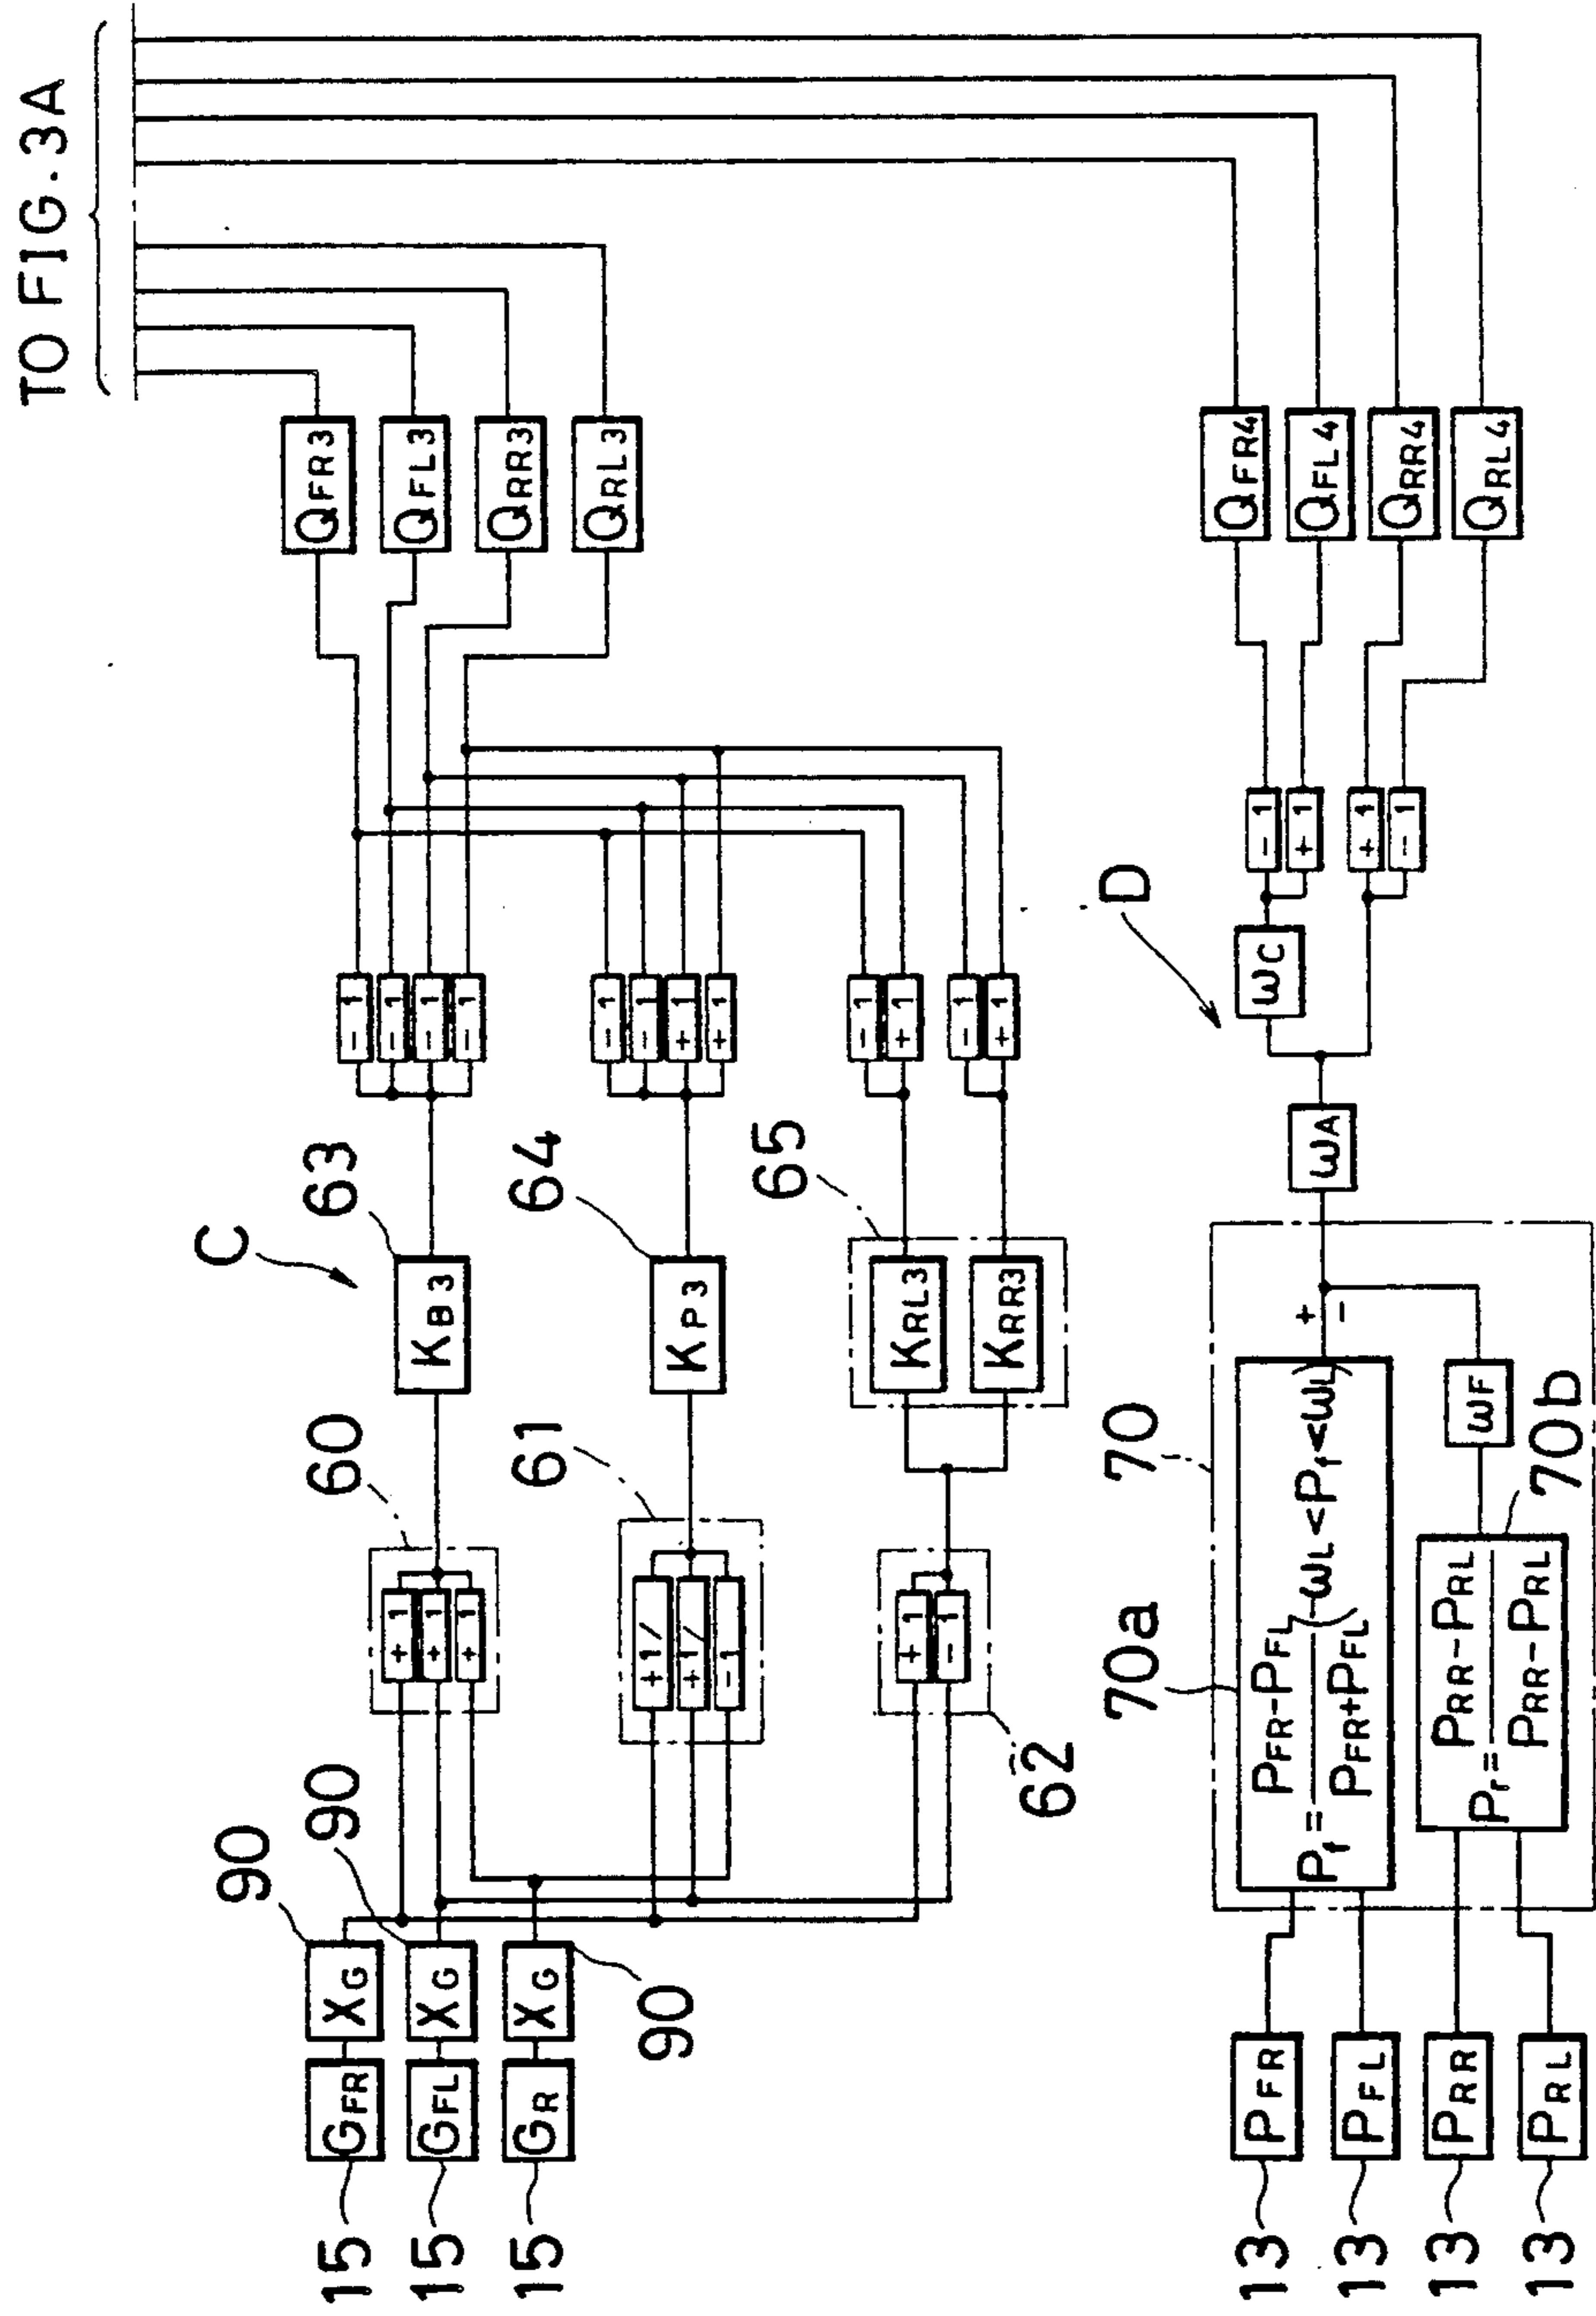 TO FIG. 3A
C
15
GFR
XG
90
15
GFL
XG
90
15
GR
XG
90
60
+1
+1
+1
63
KB3
-1
-1
-1
-1
61
+1/
+1/
-1
64
KP3
-1
-1
+1
+1
62
+1
-1
65
KRL3
KRR3
-1
+1
-1
+1
QFR3
QFL3
QRR3
QRL3
D
13
PFR
13
PFL
13
PRR
13
PRL
70
70a
Pf = PFR-PFL / PFR+PFL (-ωL<Pf<ωL)
70b
Pr = PRR-PRL / PRR-PRL
+
-
ωF
ωA
ωC
-1
+1
+1
-1
QFR4
QFL4
QRR4
QRL4